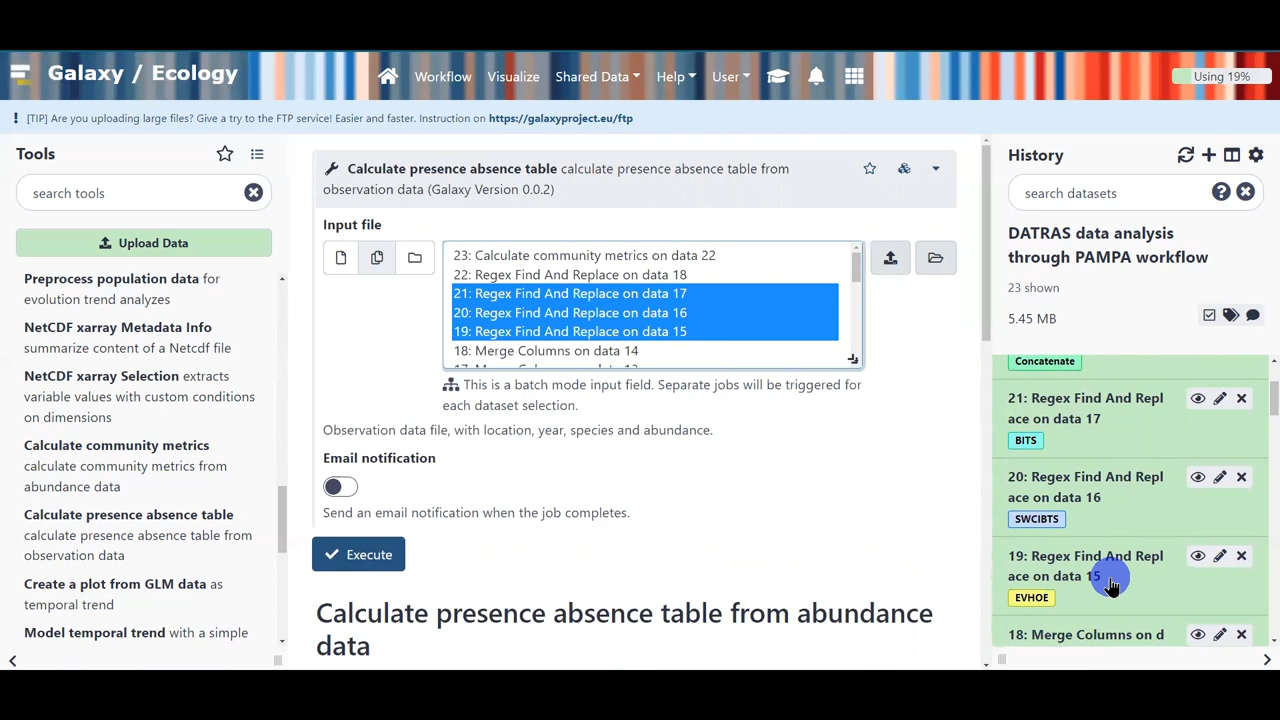 Galaxy / Ecology
Workflow
Visualize
Shared Data
Help
User
Using 19%
[TIP] Are you uploading large files? Give a try to the FTP service! Easier and faster. Instruction on https://galaxyproject.eu/ftp
Tools
search tools
Upload Data
Preprocess population data for
evolution trend analyzes
NetCDF xarray Metadata Info
summarize content of a Netcdf file
NetCDF xarray Selection extracts
variable values with custom conditions
on dimensions
Calculate community metrics
calculate community metrics from
abundance data
Calculate presence absence table
calculate presence absence table from
observation data
Create a plot from GLM data as
temporal trend
Model temporal trend with a simple
Calculate presence absence table calculate presence absence table from
observation data (Galaxy Version 0.0.2)
Input file
23: Calculate community metrics on data 22
22: Regex Find And Replace on data 18
21: Regex Find And Replace on data 17
20: Regex Find And Replace on data 16
19: Regex Find And Replace on data 15
18: Merge Columns on data 14
This is a batch mode input field. Separate jobs will be triggered for
each dataset selection.
Observation data file, with location, year, species and abundance.
Email notification
Send an email notification when the job completes.
Execute
Calculate presence absence table from abundance
data
History
search datasets
DATRAS data analysis
through PAMPA workflow
23 shown
5.45 MB
Concatenate
21: Regex Find And Repl
ace on data 17
BITS
20: Regex Find And Repl
ace on data 16
SWCIBTS
19: Regex Find And Repl
ace on data 15
EVHOE
18: Merge Columns on d